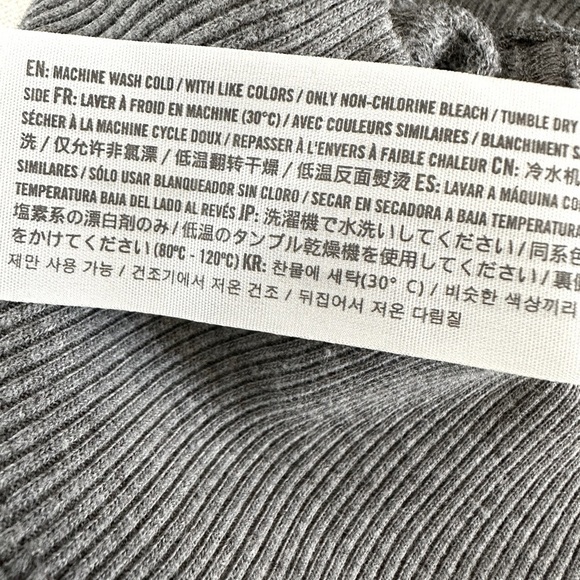 EN: MACHINE WASH COLD / WITH LIKE COLORS / ONLY NON-CHLORINE BLEACH / TUMBLE DRY
SIDE FR: LAVER À FROID EN MACHINE (30°C) / AVEC COULEURS SIMILAIRES / BLANCHIMENT S
SÉCHER À LA MACHINE CYCLE DOUX / REPASSER À L'ENVERS À FAIBLE CHALEUR CN: 冷水机
洗 / 仅允许非氯漂 / 低温翻转干燥 / 低温反面熨烫 ES: LAVAR A MÁQUINA CO
SIMILARES / SÓLO USAR BLANQUEADOR SIN CLORO / SECAR EN SECADORA A BAJA TEMPERATURA
TEMPERATURA BAJA DEL LADO AL REVÉS JP: 洗濯機で水洗いしてください / 同系色
塩素系の漂白剤のみ / 低温のタンブル乾燥機を使用してください / 裏側
をかけてください (80°C - 120°C) KR: 찬물에 세탁(30° C) / 비슷한 색상끼리
제만 사용 가능 / 건조기에서 저온 건조 / 뒤집어서 저온 다림질